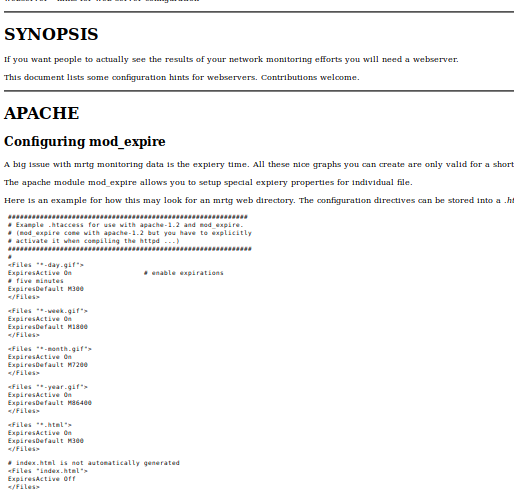 SYNOPSIS
If you want people to actually see the results of your network monitoring efforts you will need a webserver.
This document lists some configuration hints for webservers. Contributions welcome.
APACHE
Configuring mod_expire
A big issue with mrtg monitoring data is the expiery time. All these nice graphs you can create are only valid for a short
The apache module mod_expire allows you to setup special expiery properties for individual file.
Here is an example for how this may look for an mrtg web directory. The configuration directives can be stored into a .ht
############################################################
# Example .htaccess for use with apache-1.2 and mod_expire.
# (mod_expire come with apache-1.2 but you have to explicitly
# activate it when compiling the httpd ...)
#############################################################
#
<Files "*-day.gif">
ExpiresActive On                  # enable expirations
# five minutes
ExpiresDefault M300
</Files>
<Files "*-week.gif">
ExpiresActive On
ExpiresDefault M1800
</Files>
<Files "*-month.gif">
ExpiresActive On
ExpiresDefault M7200
</Files>
<Files "*-year.gif">
ExpiresActive On
ExpiresDefault M86400
</Files>
<Files "*.html">
ExpiresActive On
ExpiresDefault M300
</Files>
# index.html is not automatically generated
<Files "index.html">
ExpiresActive Off
</Files>